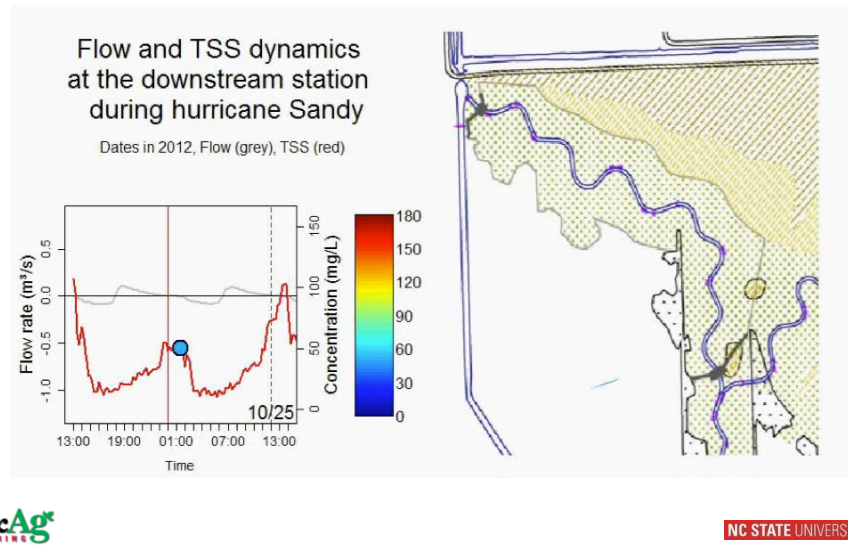 Flow and TSS dynamics
at the downstream station
during hurricane Sandy
Dates in 2012, Flow (grey), TSS (red)
Flow rate (m³/s)
0.5
0.0
-0.5
-1.0
13:00 19:00 01:00 07:00 13:00
Time
10/25
150
100
50
0
Concentration (mg/L)
180
150
120
90
60
30
0
cAg
RING
NC STATE UNIVERS